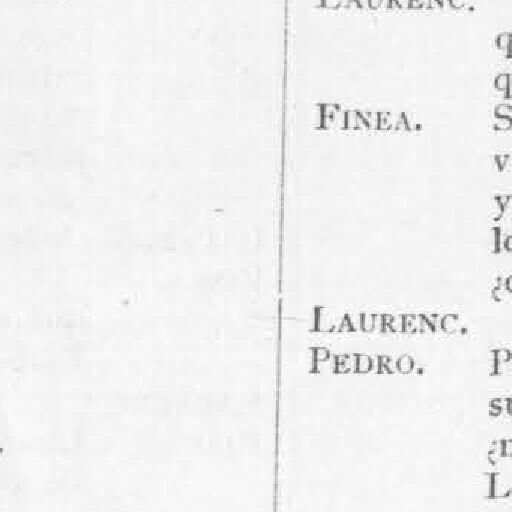 LAURENC.
q
q
FINEA. S
v
y
lo
¿
LAURENC.
PEDRO. P
su
¿n
L